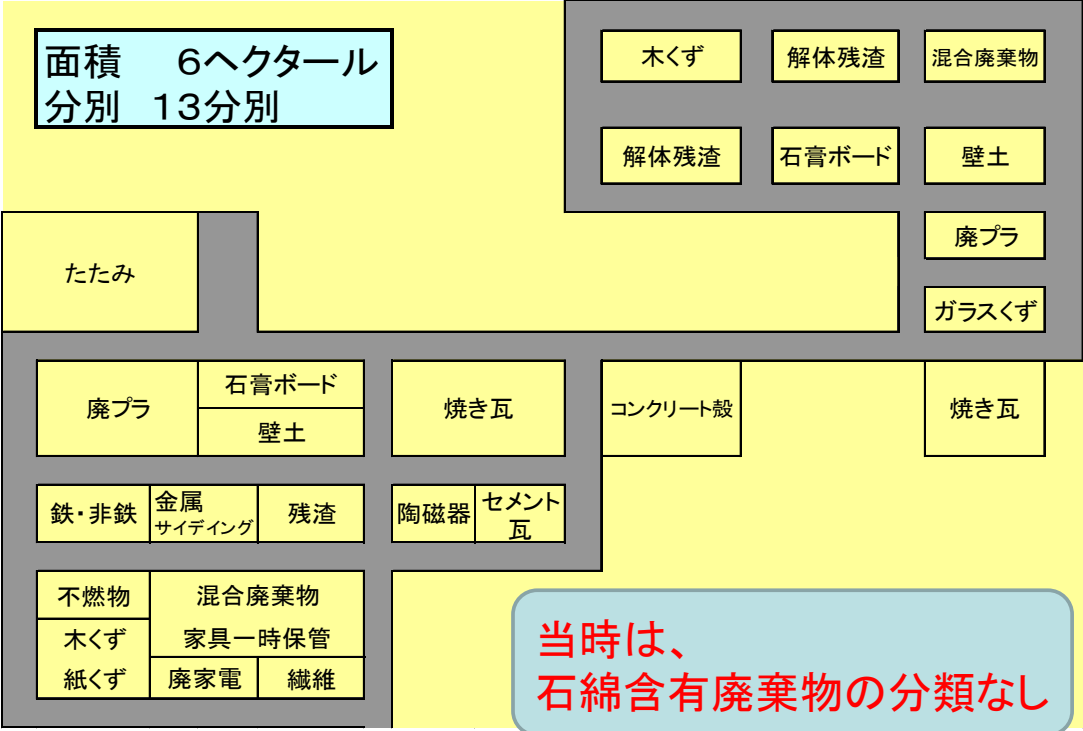 面積　６ヘクタール
分別　１３分別
木くず
解体残渣
混合廃棄物
解体残渣
石膏ボード
壁土
廃プラ
ガラスくず
たたみ
廃プラ
石膏ボード
壁土
焼き瓦
コンクリート殻
焼き瓦
鉄・非鉄
金属
サイデイング
残渣
陶磁器
セメント
瓦
不燃物
混合廃棄物
木くず
家具一時保管
紙くず
廃家電
繊維
当時は、
石綿含有廃棄物の分類なし